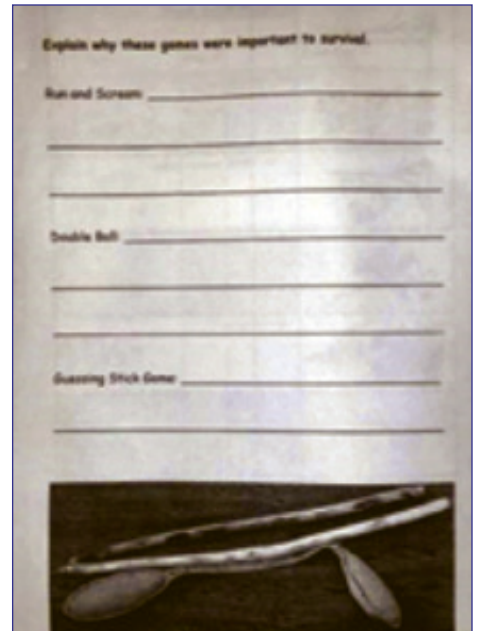 Explain why these games were important to survival.
Run and Scream:
Double Ball:
Guessing Stick Game: